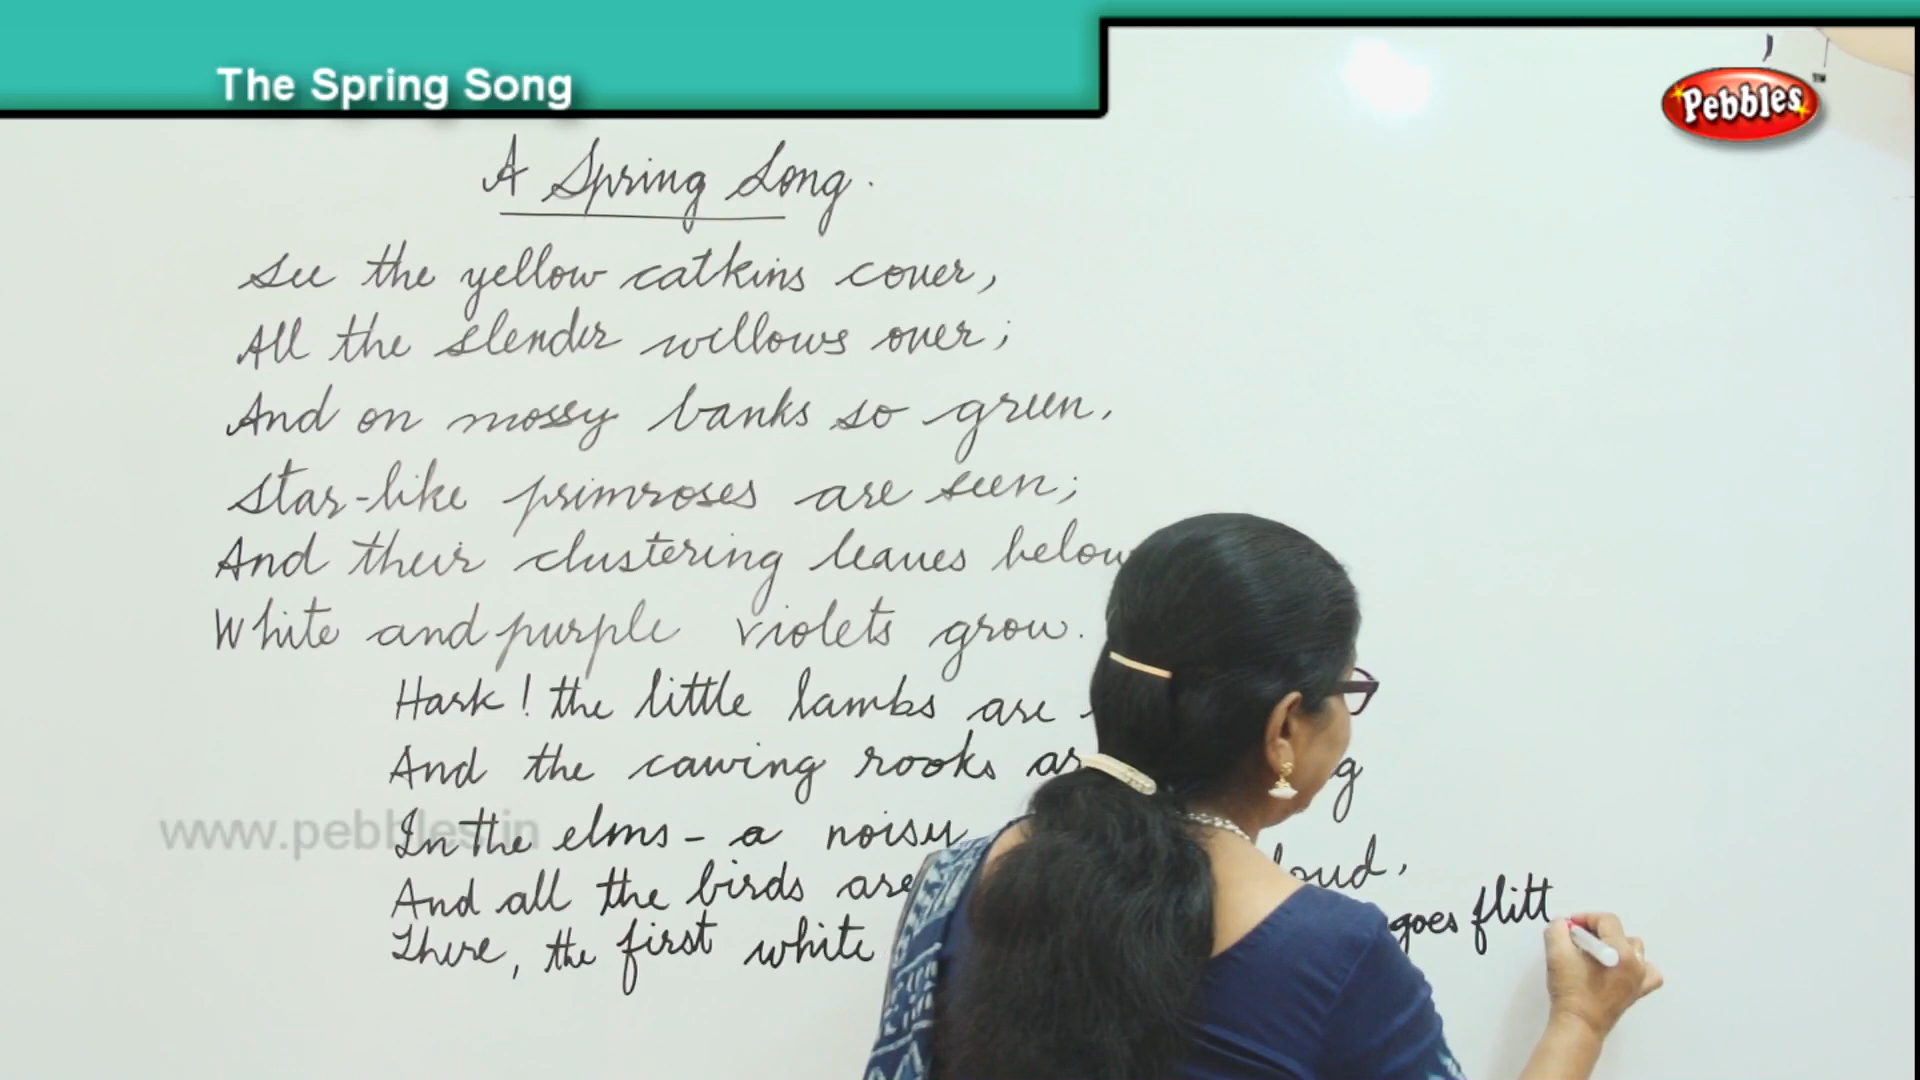 The Spring Song
Pebbles
TM
A Spring Song.
See the yellow catkins cover,
All the slender willows over;
And on mossy banks so green,
Star-like primroses are seen;
And their clustering leaves below
White and purple violets grow.
Hark! the little lambs are
And the cawing rooks ar g
In the elms - a noisy
And all the birds are loud,
There, the first white goes flitt
www.pebbles.in